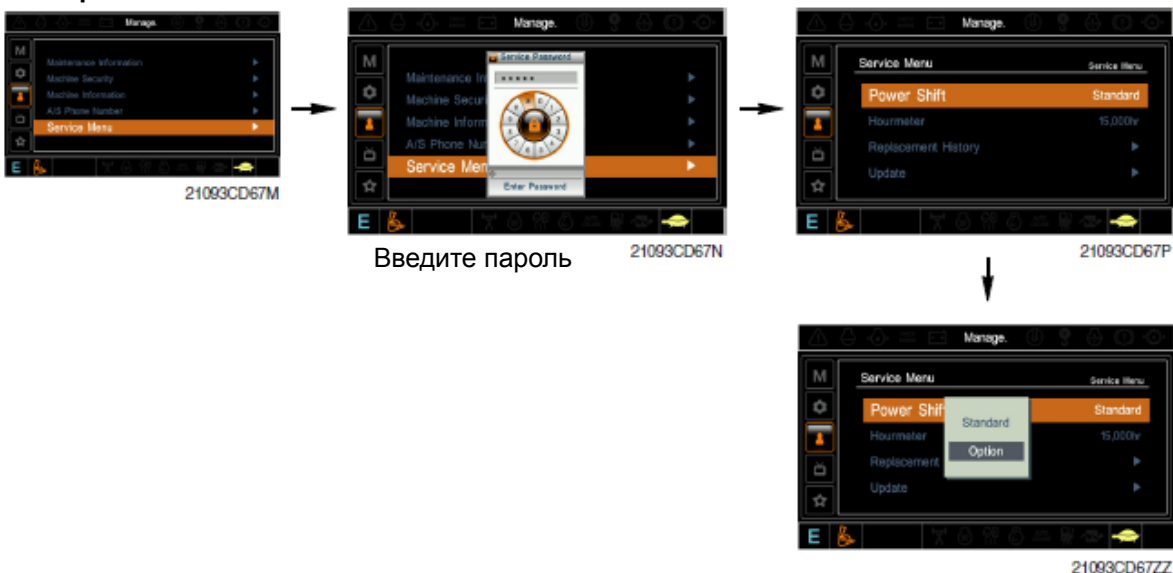 Manage.
M
Maintenance Information
Machine Security
Machine Information
A/S Phone Number
Service Menu
E
21093CD67M
Manage.
Service Password
M
*****
Maintenance In
Machine Securi
Machine Inform
A/S Phone Nu
Service Men
Enter Password
E
21093CD67N
Введите пароль
Manage.
M
Service Menu
Service Menu
Power Shift
Standard
Hourmeter
15,000hr
Replacement History
Update
E
21093CD67P
Manage.
M
Service Menu
Service Menu
Power Shif
Standard
Standard
Hourmeter
15,000hr
Option
Replacement
Update
E
21093CD67ZZ